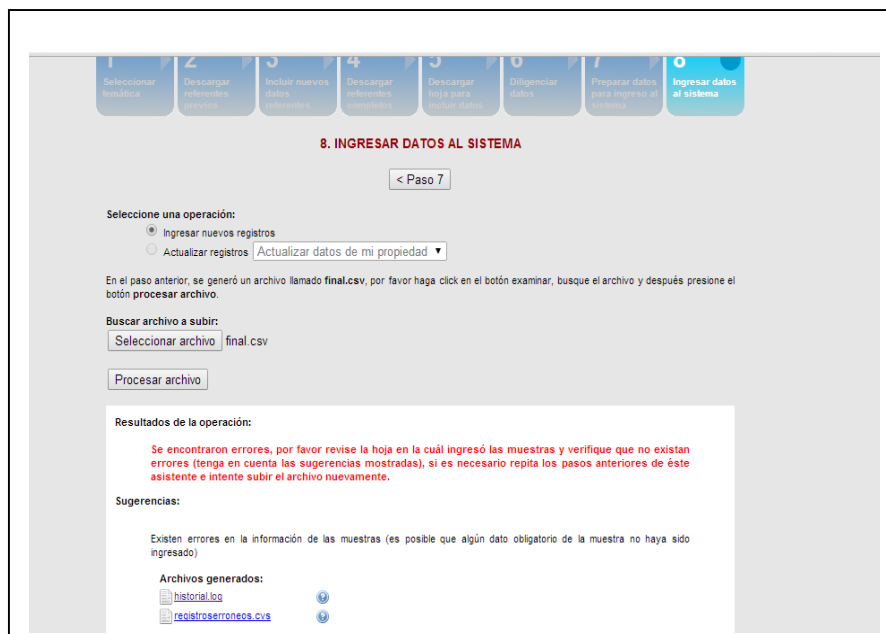 1 2 3 4 5 6 7 8
Seleccionar Descargar Incluir nuevos Descargar Descargar Diligenciar Preparar datos Ingresar datos
temática referentes datos referentes hoja para datos para ingreso al al sistema
previos referentes completos incluir datos sistema
8. INGRESAR DATOS AL SISTEMA
< Paso 7
Seleccione una operación:
Ingresar nuevos registros
Actualizar registros Actualizar datos de mi propiedad
En el paso anterior, se generó un archivo llamado final.csv, por favor haga click en el botón examinar, busque el archivo y después presione el
botón procesar archivo.
Buscar archivo a subir:
Seleccionar archivo final.csv
Procesar archivo
Resultados de la operación:
Se encontraron errores, por favor revise la hoja en la cuál ingresó las muestras y verifique que no existan
errores (tenga en cuenta las sugerencias mostradas), si es necesario repita los pasos anteriores de éste
asistente e intente subir el archivo nuevamente.
Sugerencias:
Existen errores en la información de las muestras (es posible que algún dato obligatorio de la muestra no haya sido
ingresado)
Archivos generados:
historial.log
registroserroneos.cvs